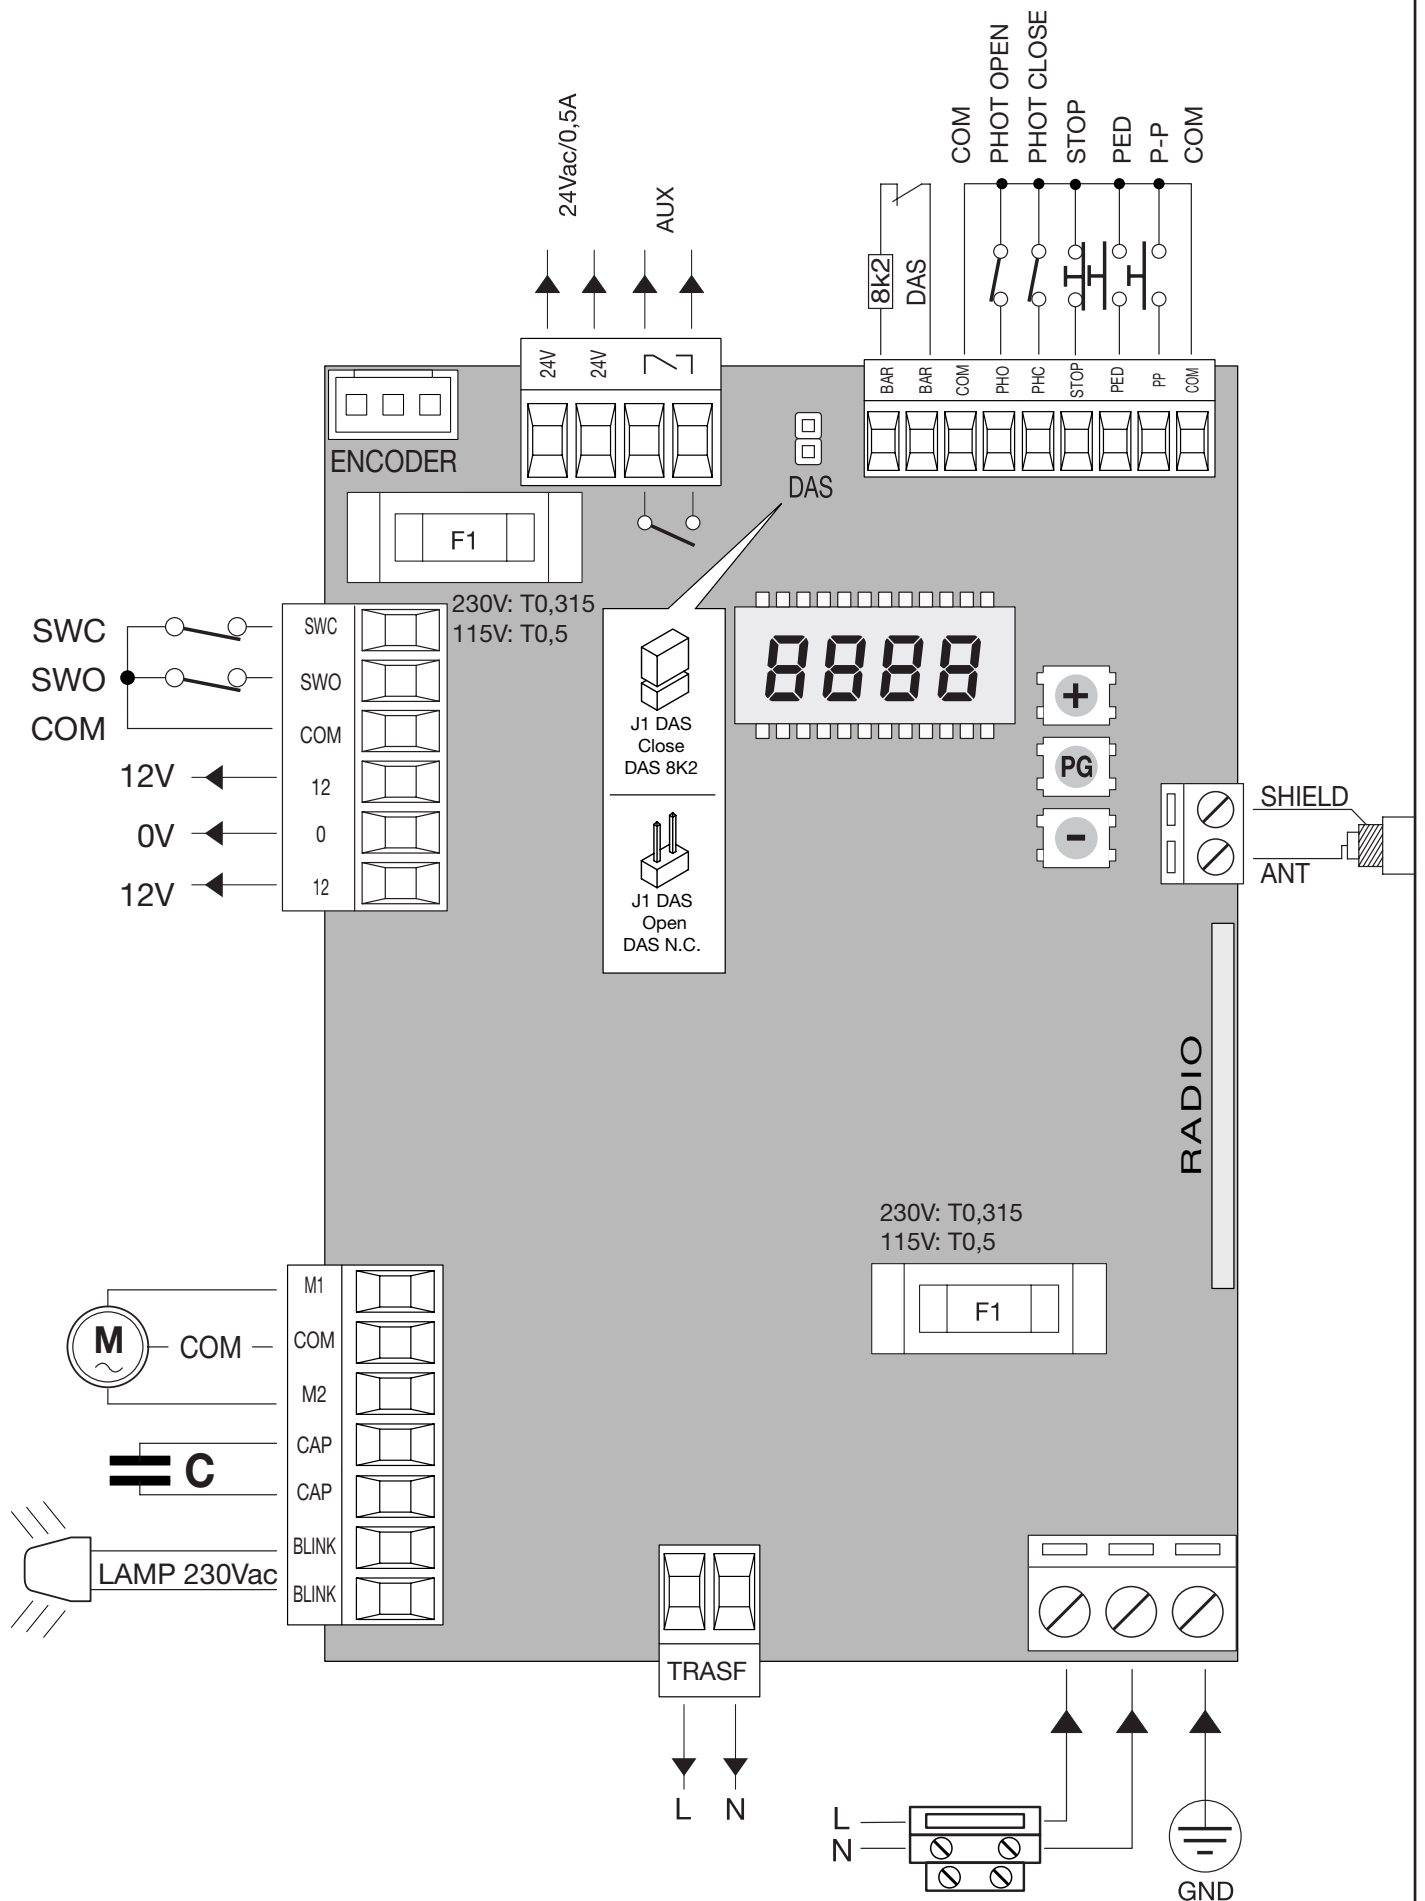 COM
PHOT OPEN
PHOT CLOSE
STOP
PED
P-P
COM
24Vac/0,5A
AUX
8k2
DAS
24V
24V
BAR
BAR
COM
PHO
PHC
STOP
PED
PP
COM
ENCODER
DAS
F1
230V: T0,315
115V: T0,5
SWC
SWO
COM
12V
0V
12V
SWC
SWO
COM
12
0
12
J1 DAS
Close
DAS 8K2
J1 DAS
Open
DAS N.C.
8888
+
PG
-
SHIELD
ANT
RADIO
230V: T0,315
115V: T0,5
F1
M
COM
C
LAMP 230Vac
M1
COM
M2
CAP
CAP
BLINK
BLINK
TRASF
L
N
L
N
GND